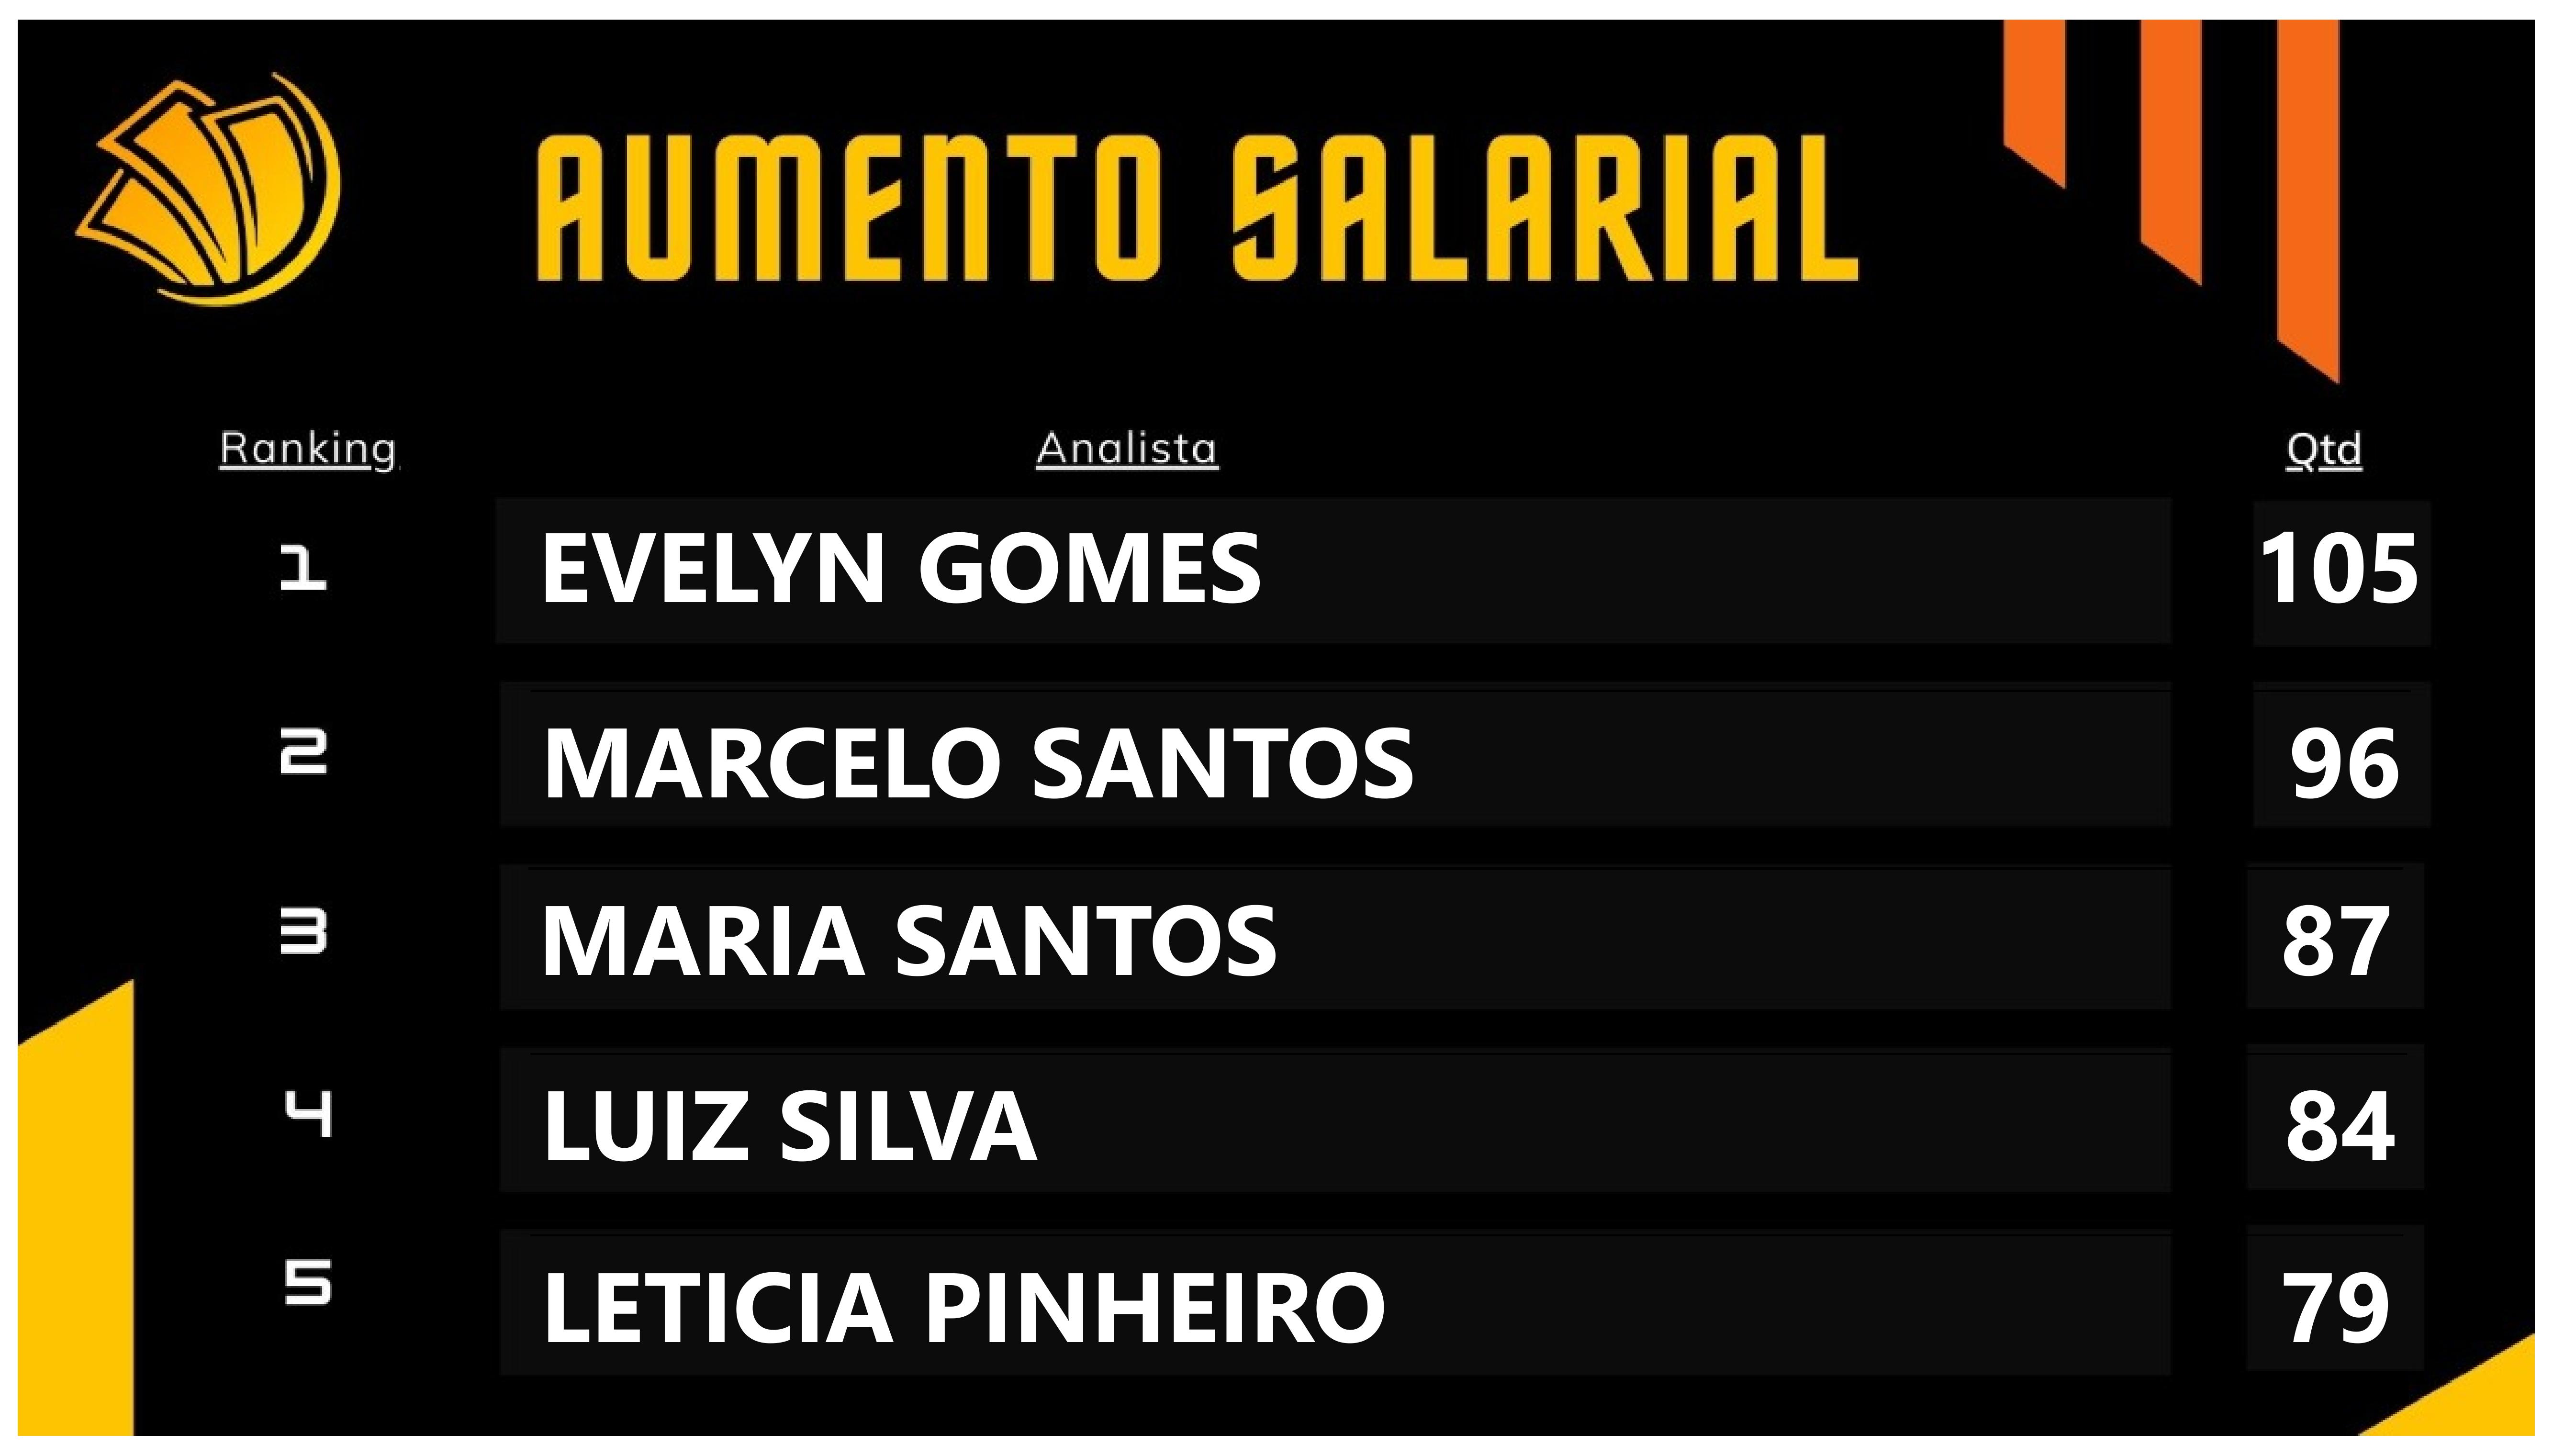 AUMENTO SALARIAL
Ranking Analista Qtd
1 EVELYN GOMES 105
2 MARCELO SANTOS 96
3 MARIA SANTOS 87
4 LUIZ SILVA 84
5 LETICIA PINHEIRO 79